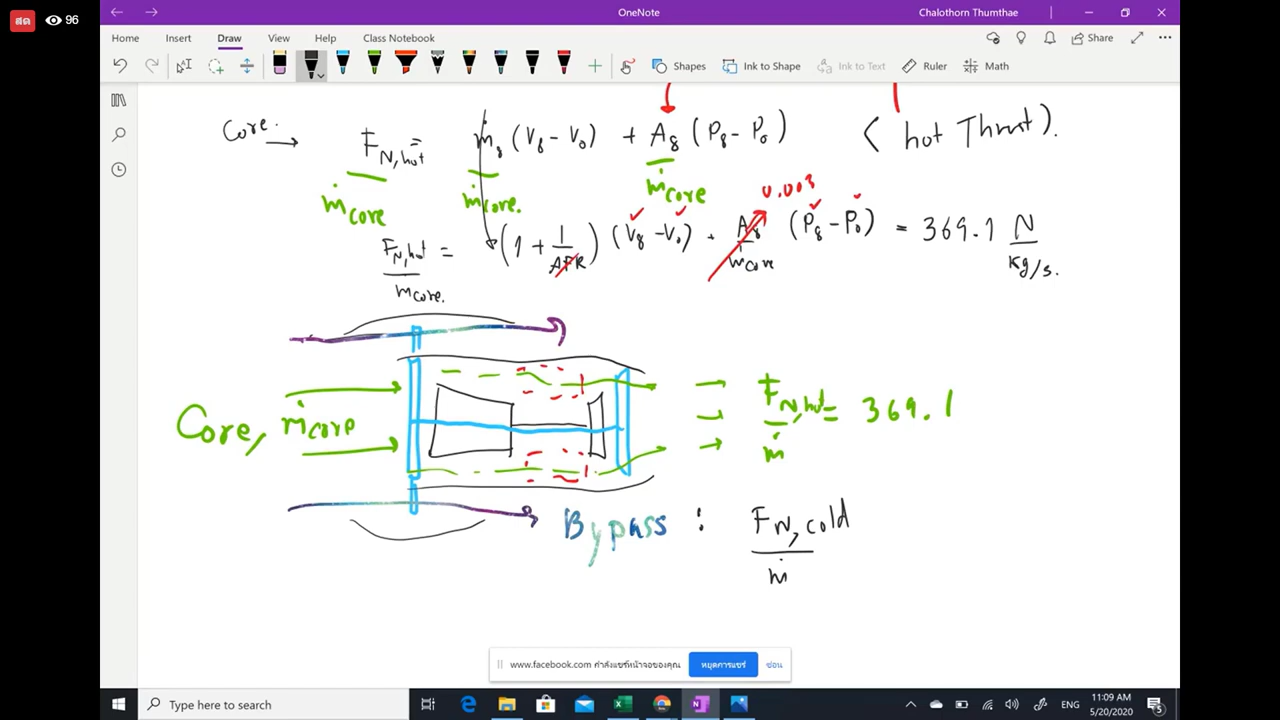 สด 96
OneNote
Chalothorn Thumthae
Home Insert Draw View Help Class Notebook
Share
Shapes Ink to Shape Ink to Text Ruler Math
Core. → F_N,hot = ṁ_8 (V_8 − V_0) + A_8 (P_8 − P_0) ( hot Thrust).
ṁcore ṁcore. ṁcore
0.003
F_N,hot / ṁcore. = (1 + 1/AFR) (V_8 − V_0) + A_8/ṁcore (P_8 − P_0) = 369.1 N / kg/s.
Core, ṁcore
F_N,hot / ṁ = 369.1
Bypass : F_N,cold / ṁ
www.facebook.com กำลังแชร์หน้าจอของคุณ หยุดการแชร์ ซ่อน
Type here to search
ENG
11:09 AM
5/20/2020
5